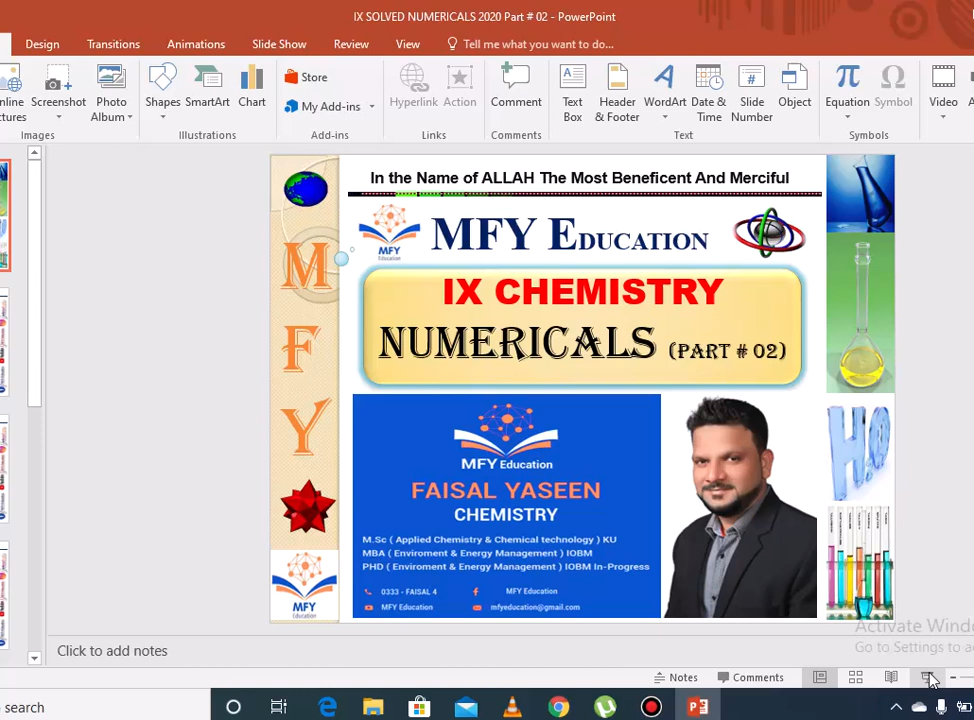 IX SOLVED NUMERICALS 2020 Part # 02 - PowerPoint
Design Transitions Animations Slide Show Review View Tell me what you want to do...
Screenshot
Photo Album
Shapes SmartArt Chart
Store
My Add-ins
Hyperlink Action
Comment
Text Box
Header & Footer
WordArt
Date & Time
Slide Number
Object
Equation Symbol
Video
Images Illustrations Add-ins Links Comments Text Symbols
In the Name of ALLAH The Most Beneficent And Merciful
MFY Education
MFY EDUCATION
IX CHEMISTRY
NUMERICALS (PART # 02)
M
F
Y
MFY Education
MFY Education
FAISAL YASEEN
CHEMISTRY
M.Sc ( Applied Chemistry & Chemical technology ) KU
MBA ( Enviroment & Energy Management ) IOBM
PHD ( Enviroment & Energy Management ) IOBM In-Progress
0333 - FAISAL 4 MFY Education
MFY Education mfyeducation@gmail.com
H₂O
Click to add notes
Notes Comments
search